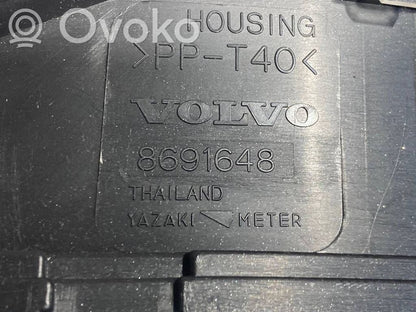 Ovoko
HOUSING
>PP-T40<
VOLVO
8691648
THAILAND
YAZAKI METER